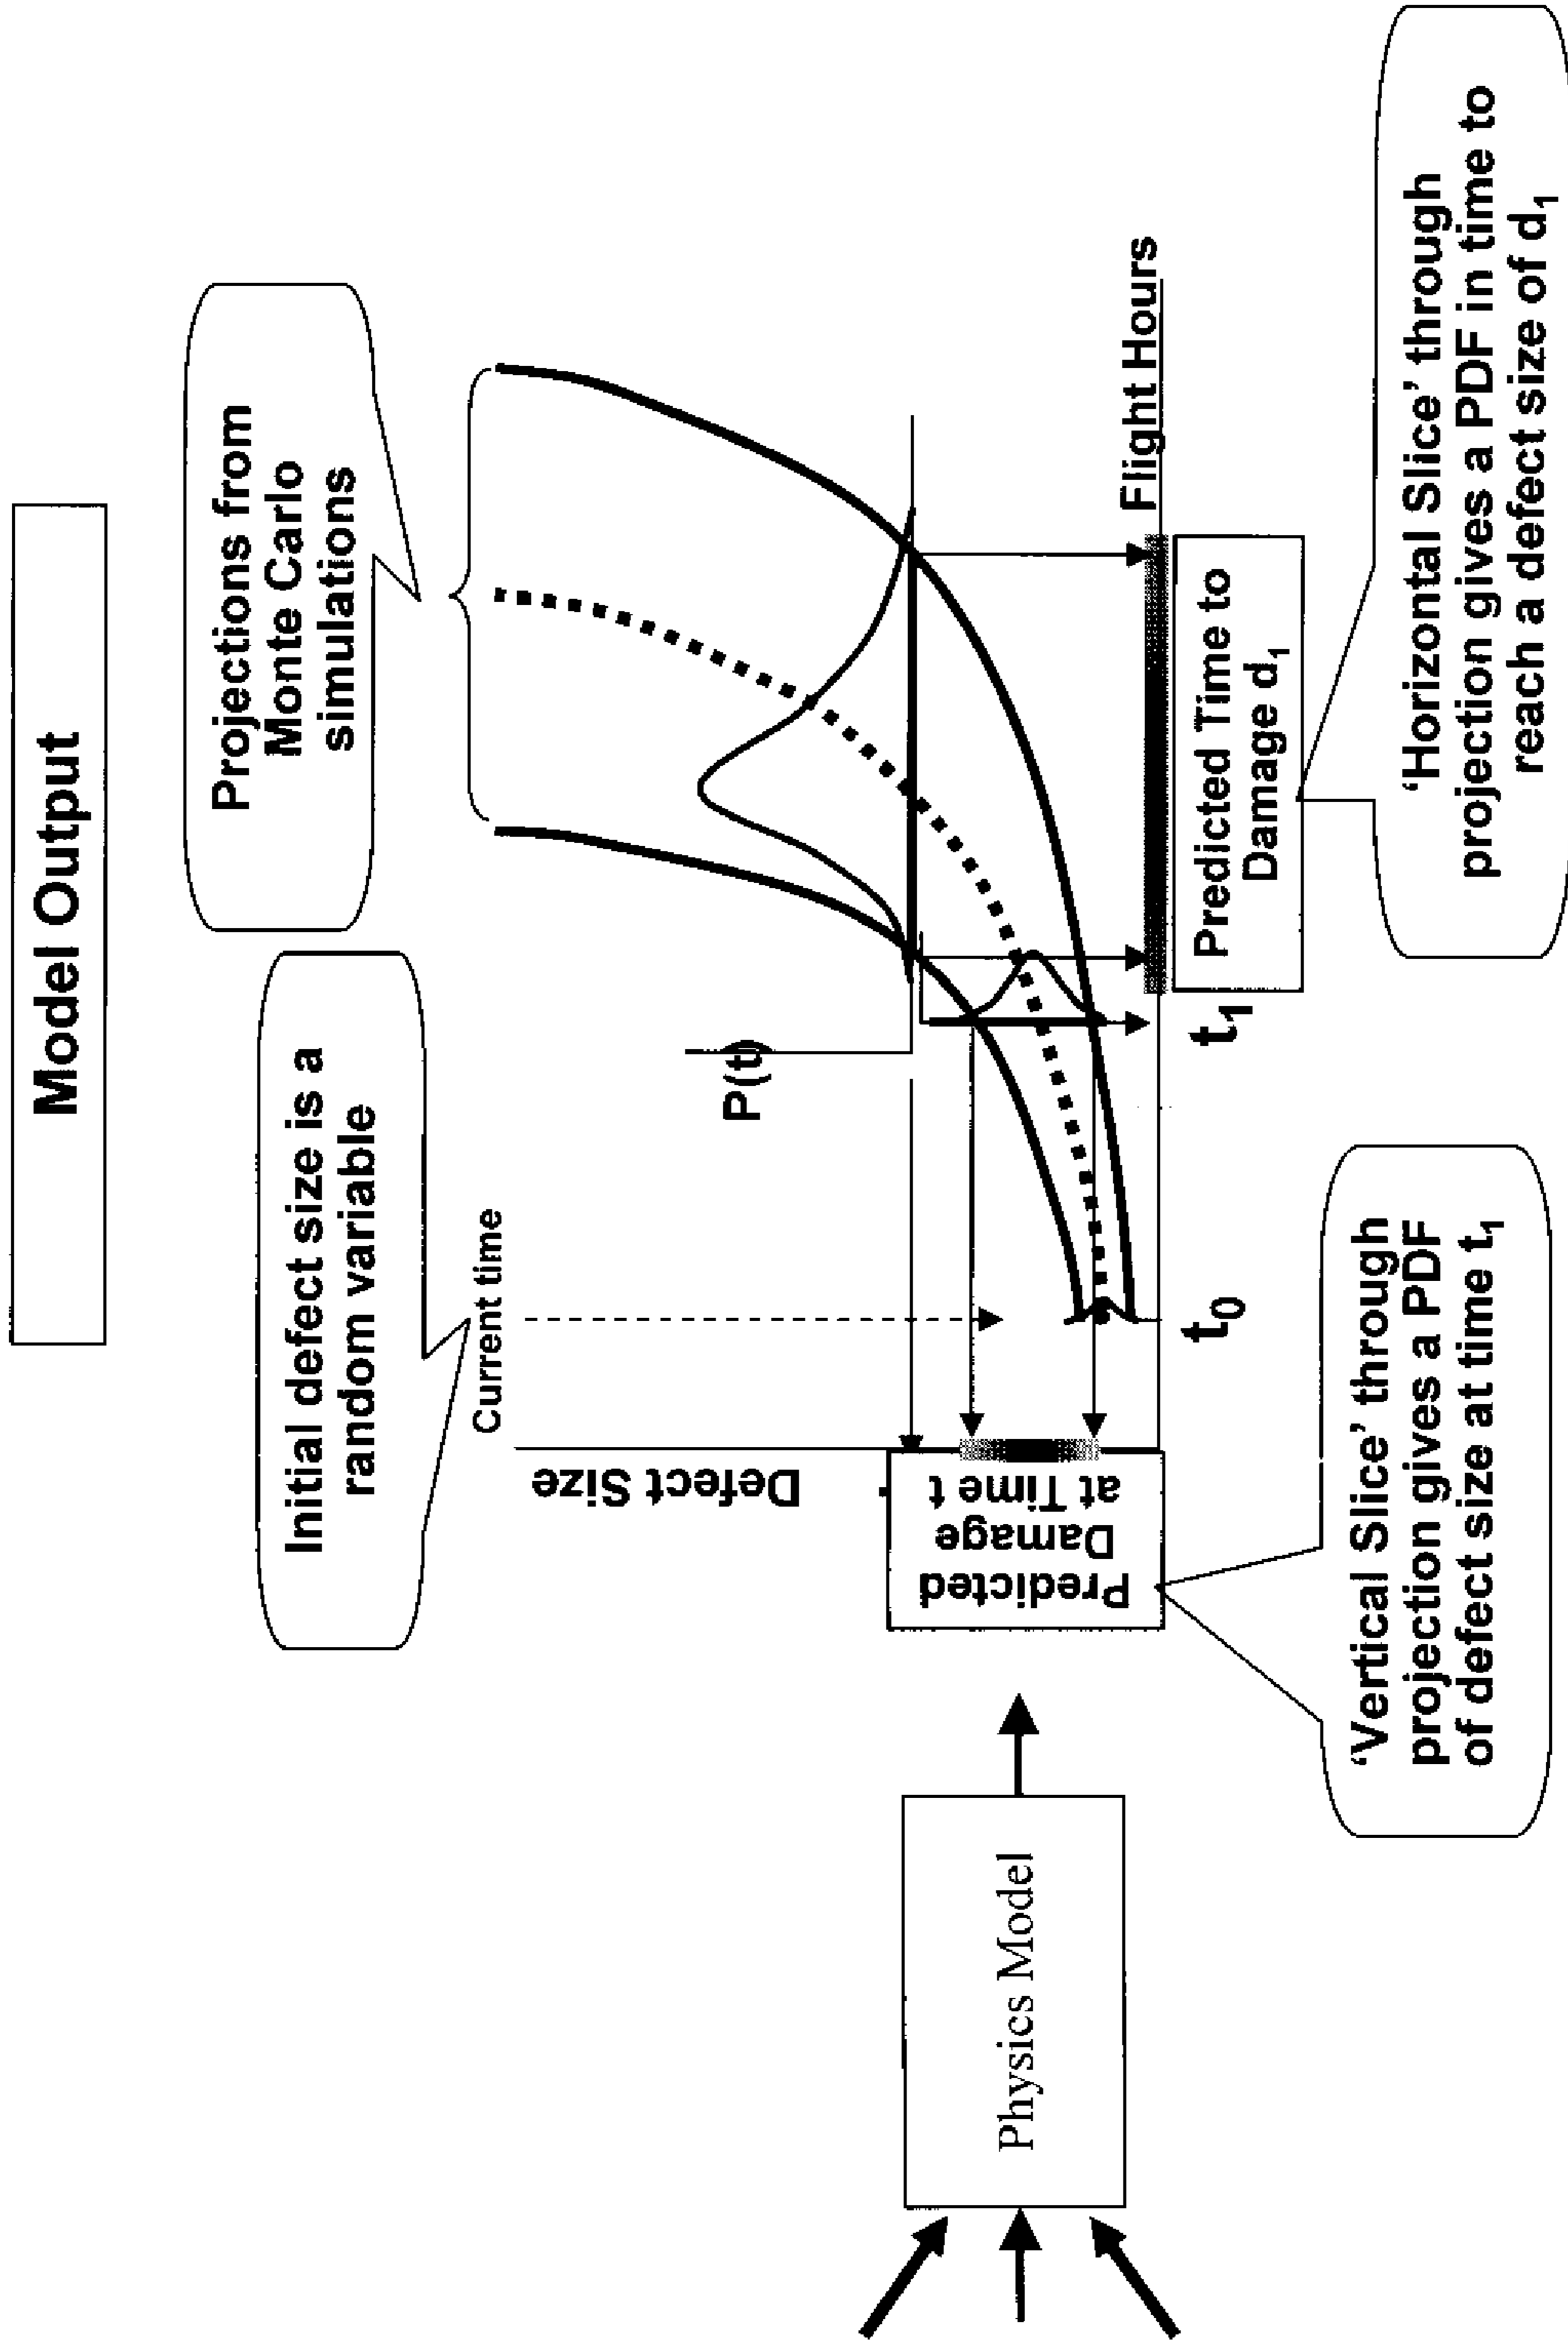 Model Output
Initial defect size is a
random variable
Projections from
Monte Carlo
simulations
Current time
Defect Size
P(t)
Physics Model
Predicted
Damage
at Time t
t₀
t₁
Flight Hours
Predicted Time to
Damage d₁
‘Vertical Slice’ through
projection gives a PDF
of defect size at time t₁
‘Horizontal Slice’ through
projection gives a PDF in time to
reach a defect size of d₁